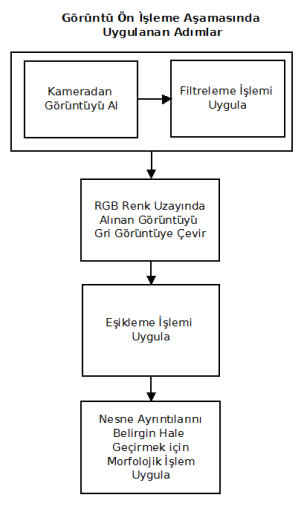 Görüntü Ön İşleme Aşamasında
Uygulanan Adımlar
Kameradan
Görüntüyü Al
Filtreleme İşlemi
Uygula
RGB Renk Uzayında
Alınan Görüntüyü
Gri Görüntüye Çevir
Eşikleme İşlemi
Uygula
Nesne Ayrıntılarını
Belirgin Hale
Geçirmek için
Morfolojik İşlem
Uygula